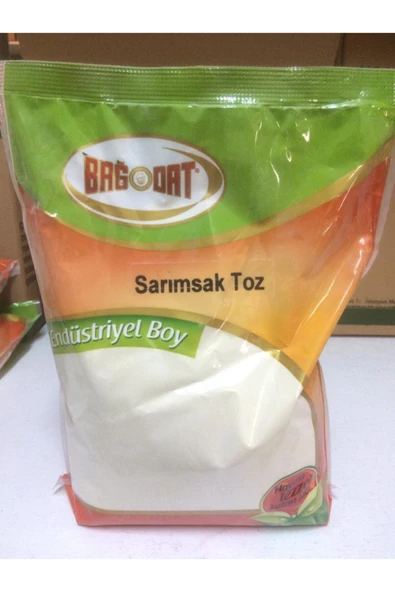 BAĞDAT
Sarımsak Toz
Endüstriyel Boy